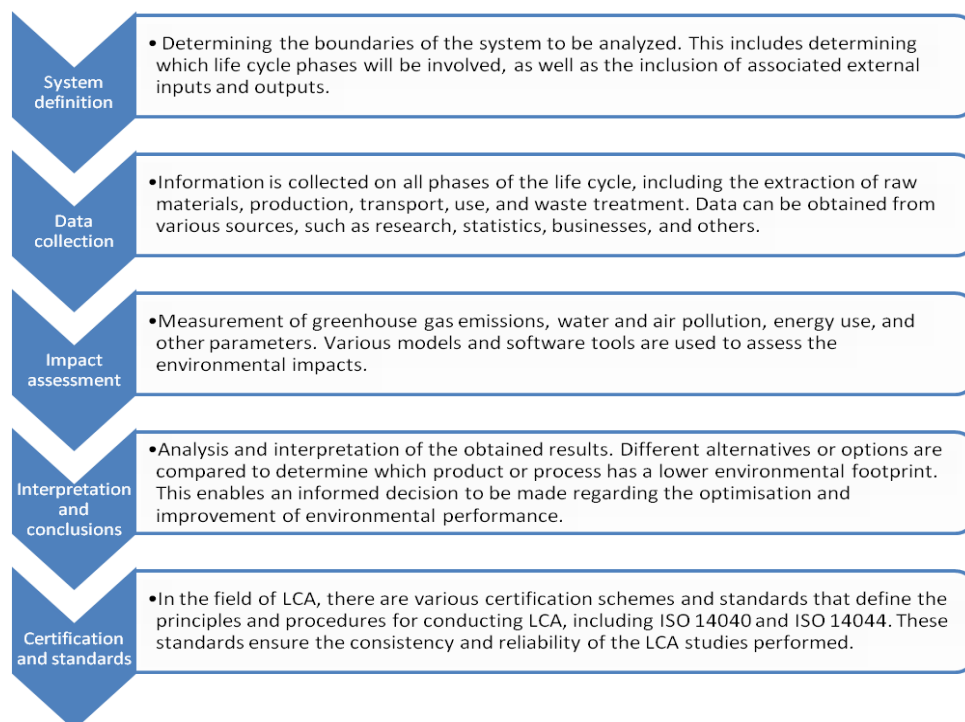 System
definition
• Determining the boundaries of the system to be analyzed. This includes determining
which life cycle phases will be involved, as well as the inclusion of associated external
inputs and outputs.
Data
collection
•Information is collected on all phases of the life cycle, including the extraction of raw
materials, production, transport, use, and waste treatment. Data can be obtained from
various sources, such as research, statistics, businesses, and others.
Impact
assessment
•Measurement of greenhouse gas emissions, water and air pollution, energy use, and
other parameters. Various models and software tools are used to assess the
environmental impacts.
Interpretation
and
conclusions
•Analysis and interpretation of the obtained results. Different alternatives or options are
compared to determine which product or process has a lower environmental footprint.
This enables an informed decision to be made regarding the optimisation and
improvement of environmental performance.
Certification
and standards
•In the field of LCA, there are various certification schemes and standards that define the
principles and procedures for conducting LCA, including ISO 14040 and ISO 14044. These
standards ensure the consistency and reliability of the LCA studies performed.